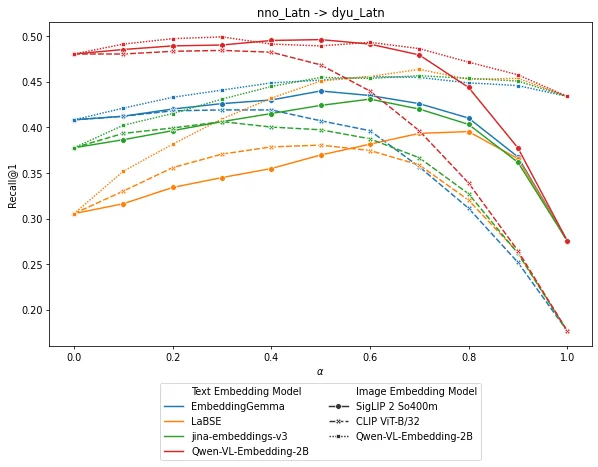 nno_Latn -> dyu_Latn
Recall@1
0.50
0.45
0.40
0.35
0.30
0.25
0.20
0.0 0.2 0.4 0.6 0.8 1.0
α
Text Embedding Model Image Embedding Model
EmbeddingGemma SigLIP 2 So400m
LaBSE CLIP ViT-B/32
jina-embeddings-v3 Qwen-VL-Embedding-2B
Qwen-VL-Embedding-2B